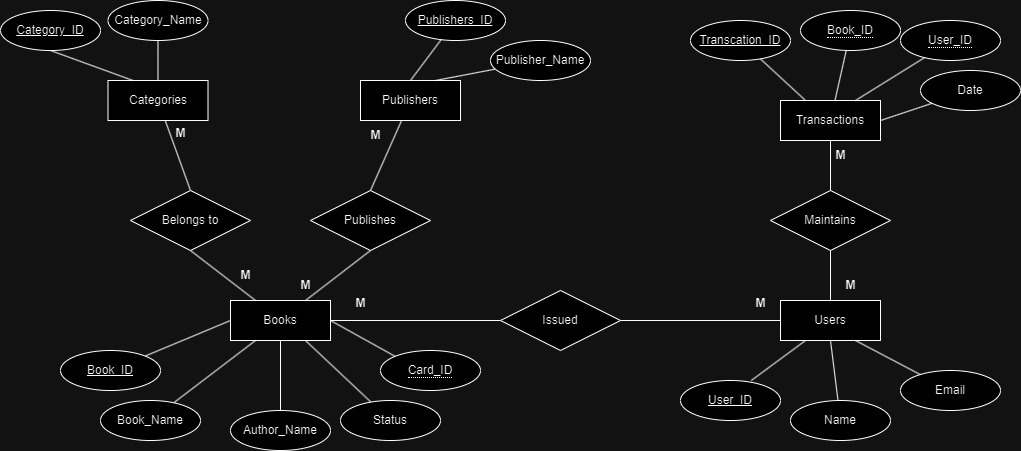 Category_ID
Category_Name
Publishers_ID
Publisher_Name
Transcation_ID
Book_ID
User_ID
Date
Categories
Publishers
Transactions
M
M
M
Belongs to
Publishes
Maintains
M
M
M
M
M
Books
Issued
Users
Book_ID
Card_ID
Book_Name
Author_Name
Status
User_ID
Name
Email